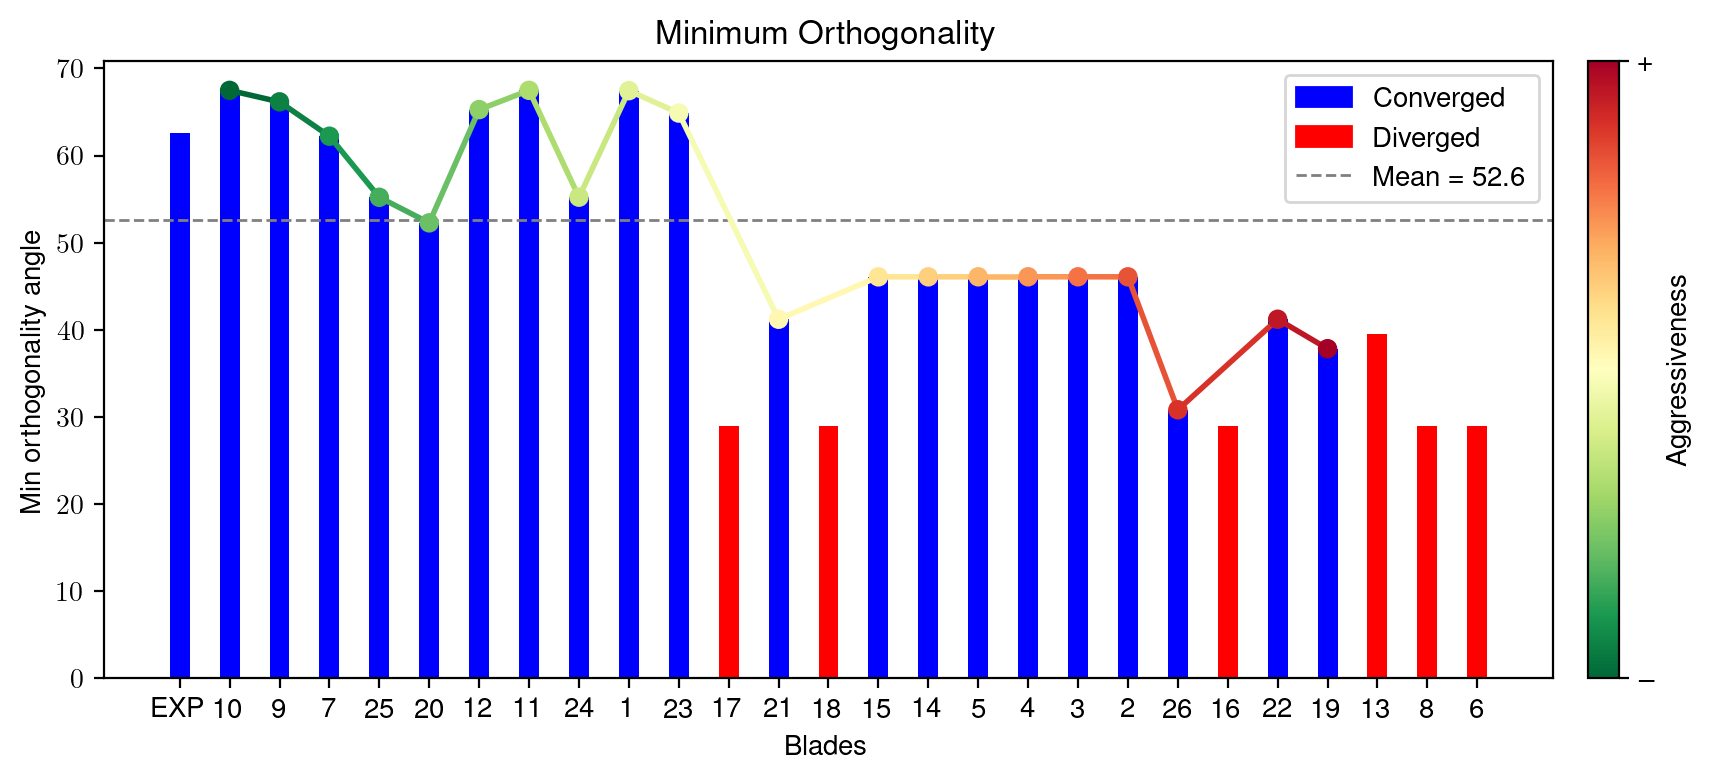 Minimum Orthogonality
Min orthogonality angle
70
60
50
40
30
20
10
0
Converged
Diverged
Mean = 52.6
EXP 10 9 7 25 20 12 11 24 1 23 17 21 18 15 14 5 4 3 2 26 16 22 19 13 8 6
Blades
+
Aggressiveness
−